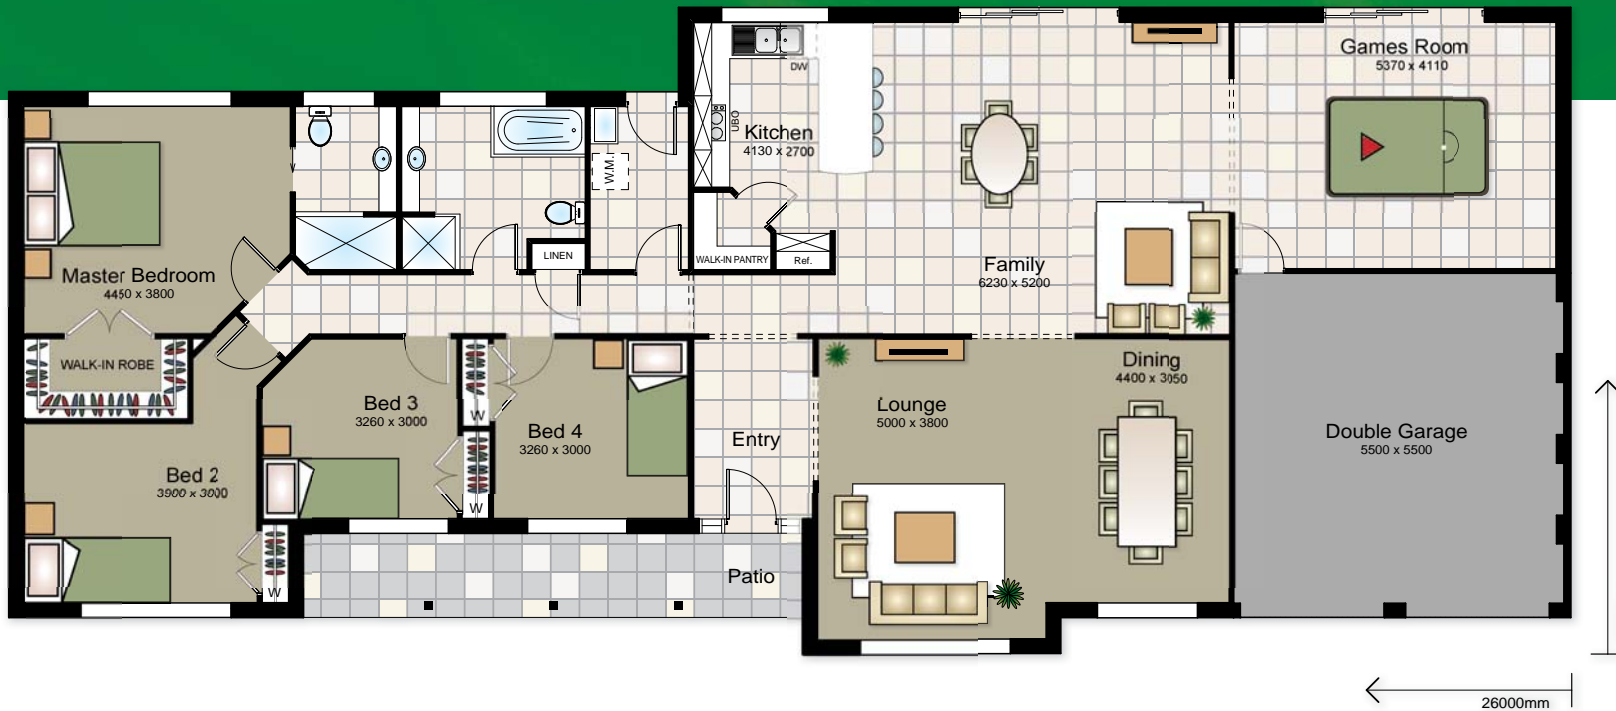 Games Room
5370 x 4110
DW
UBO
Kitchen
4130 x 2700
W.M.
LINEN
WALK-IN PANTRY
Ref.
Family
6230 x 5200
Master Bedroom
4450 x 3800
WALK-IN ROBE
Bed 2
3900 x 3000
W
Bed 3
3260 x 3000
W
W
Bed 4
3260 x 3000
Entry
Patio
Lounge
5000 x 3800
Dining
4400 x 3050
Double Garage
5500 x 5500
26000mm